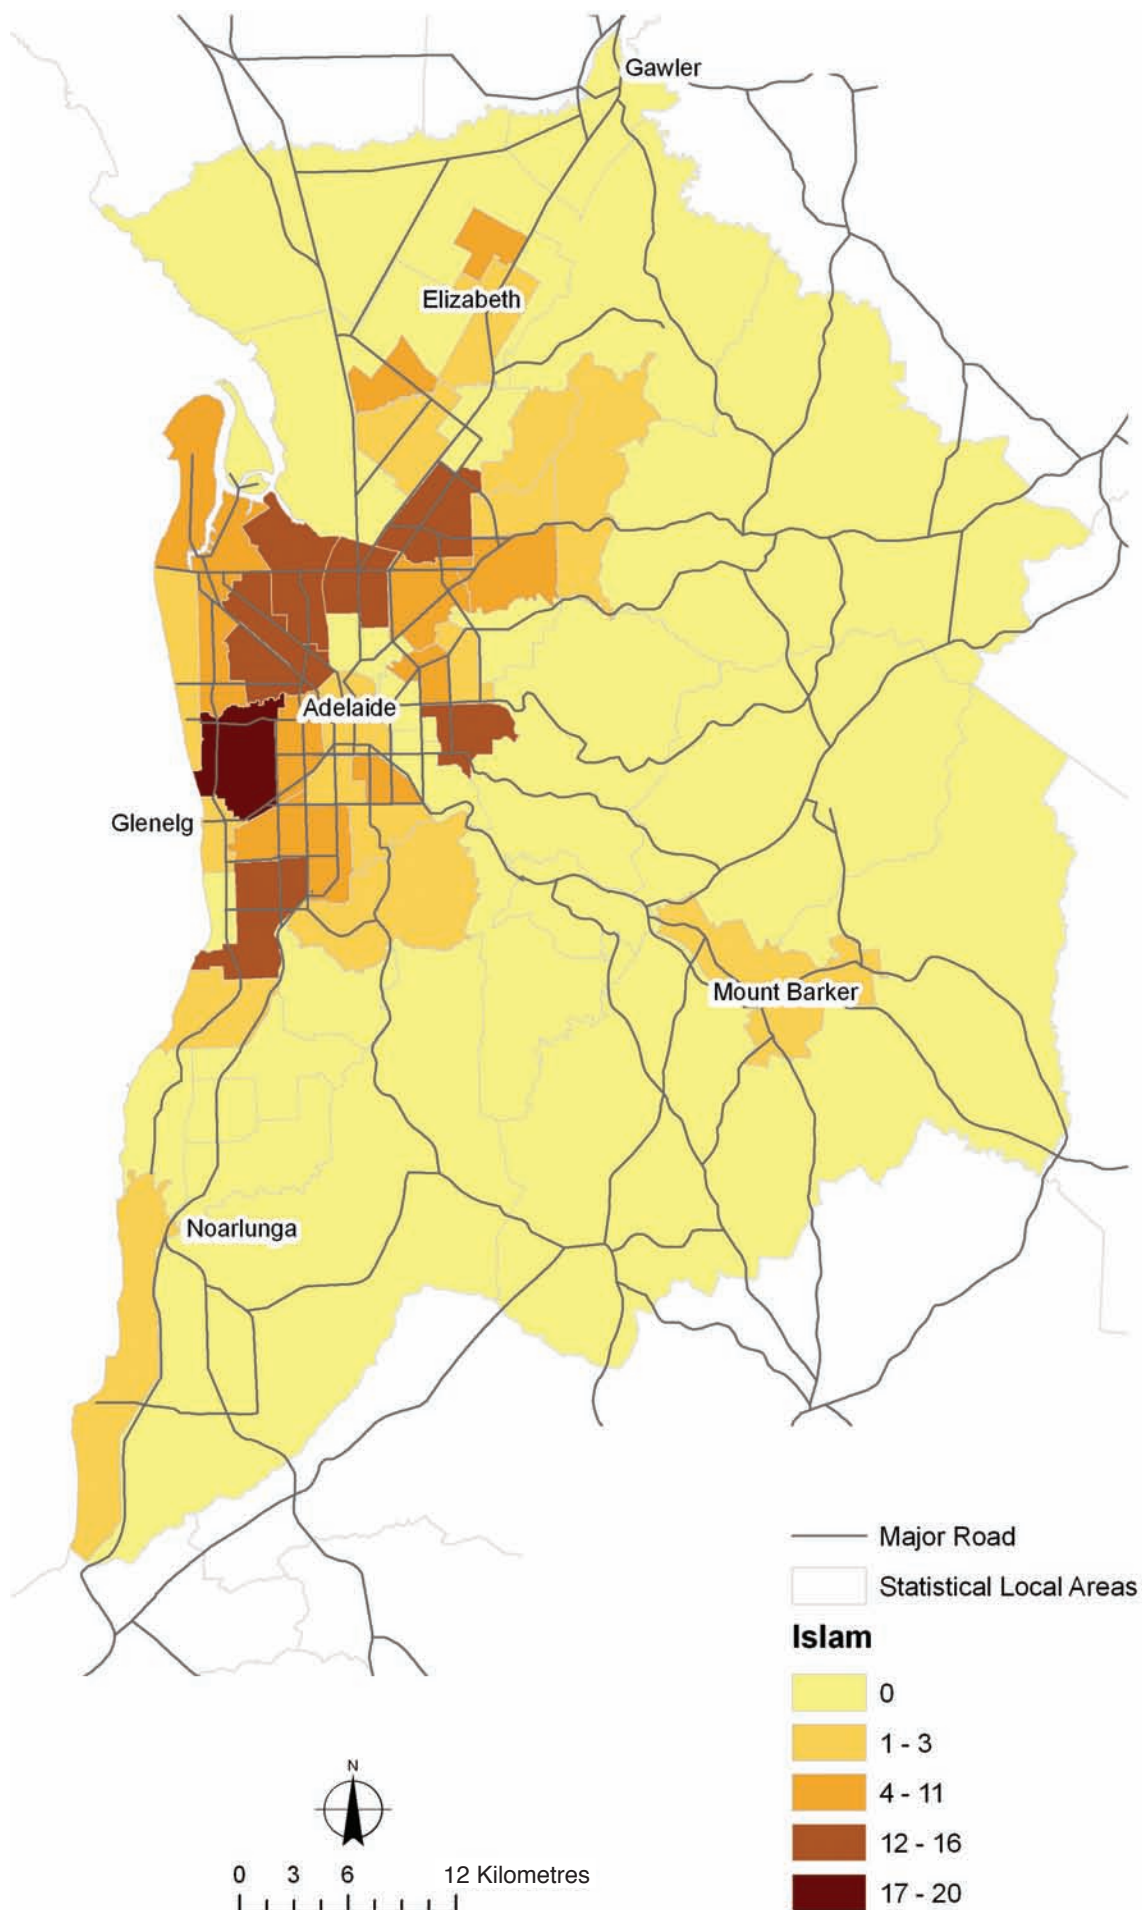 Gawler
Elizabeth
Adelaide
Glenelg
Mount Barker
Noarlunga
Major Road
Statistical Local Areas
Islam
0
1 - 3
4 - 11
12 - 16
17 - 20
N
0 3 6 12 Kilometres